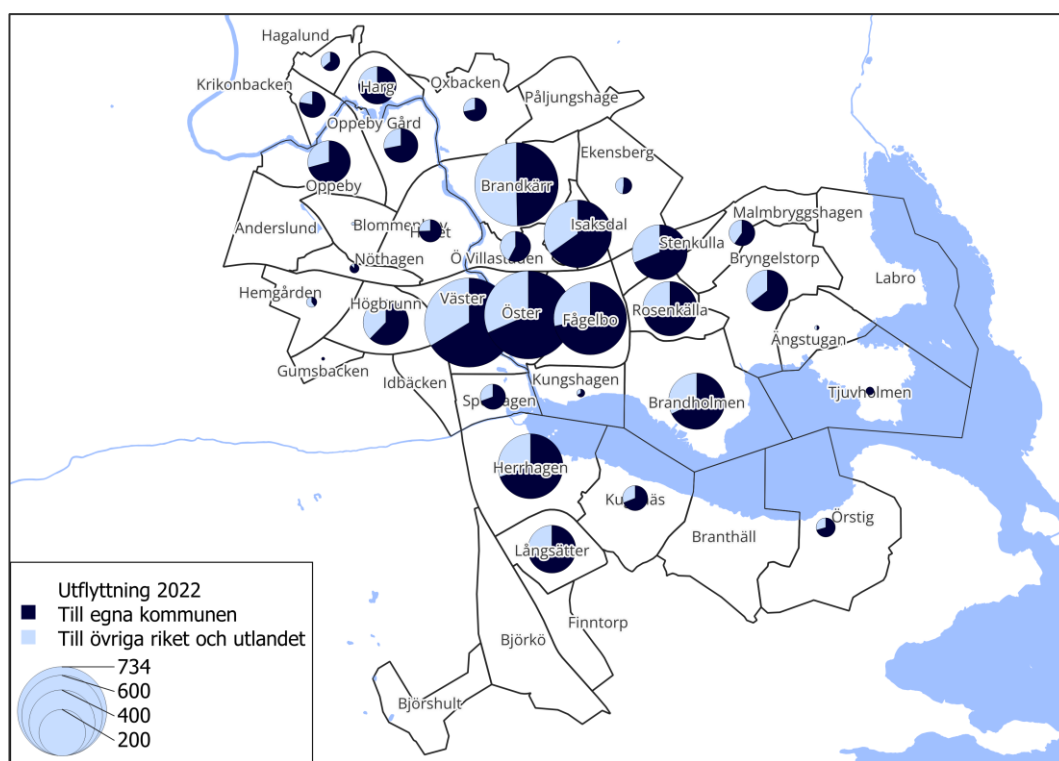 Hagalund
Krikonbacken
Harg
Oxbacken
Påljungshage
Oppeby Gård
Oppeby
Ekensberg
Brandkärr
Anderslund
Isaksdal
Malmbryggshagen
Stenkulla
Ö Villastaden
Nöthagen
Bryngelstorp
Labro
Hemgården
Högbrunn
Väster
Öster
Fågelbo
Rosenkälla
Ängstugan
Gumsbacken
Idbäcken
Kungshagen
Brandholmen
Tjuvholmen
Herrhagen
Örstig
Långsätter
Branthäll
Finntorp
Björkö
Björshult
Utflyttning 2022
Till egna kommunen
Till övriga riket och utlandet
734
600
400
200